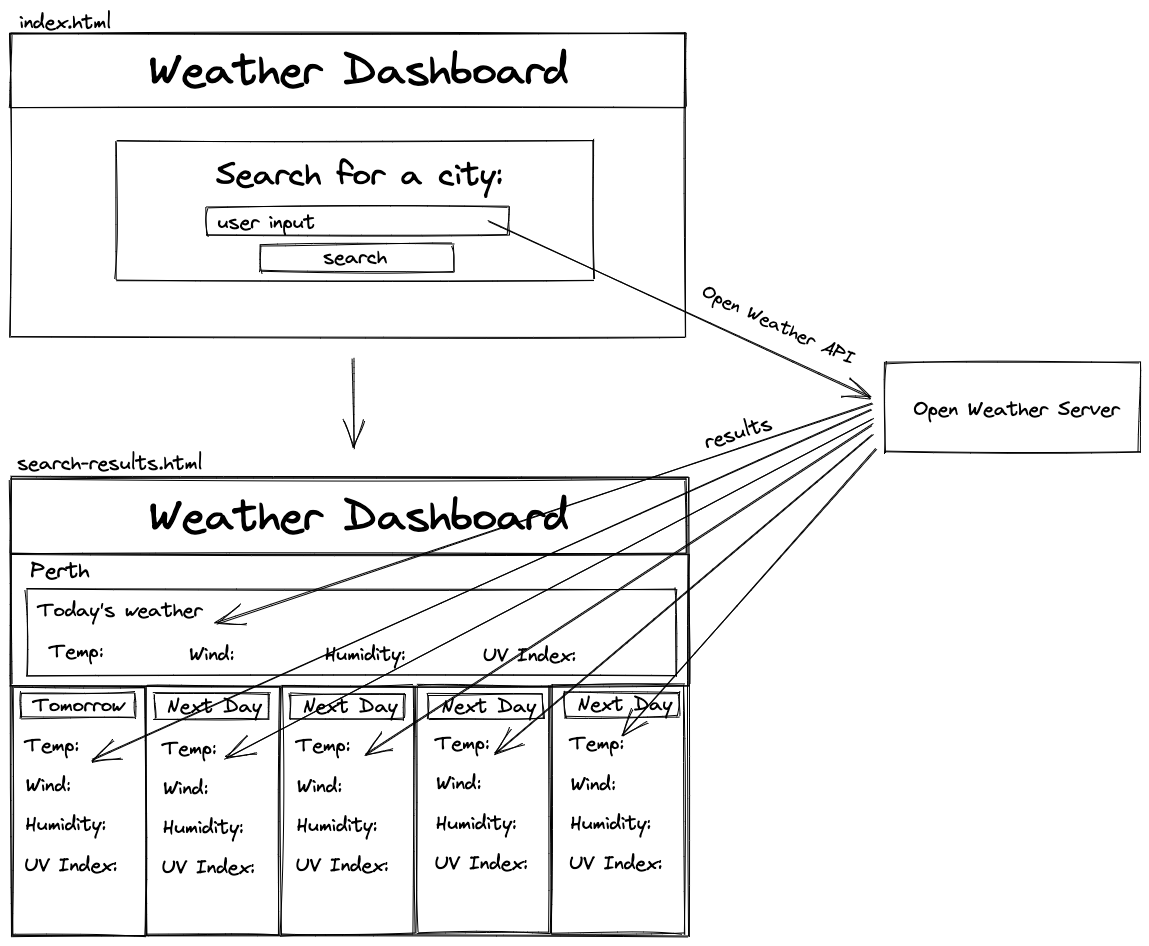 index.html
Weather Dashboard
Search for a city:
user input
search
Open Weather API
Open Weather Server
results
search-results.html
Weather Dashboard
Perth
Today's weather
Temp: Wind: Humidity: UV Index:
Tomorrow Next Day Next Day Next Day Next Day
Temp: Temp: Temp: Temp: Temp:
Wind: Wind: Wind: Wind: Wind:
Humidity: Humidity: Humidity: Humidity: Humidity:
UV Index: UV Index: UV Index: UV Index: UV Index: